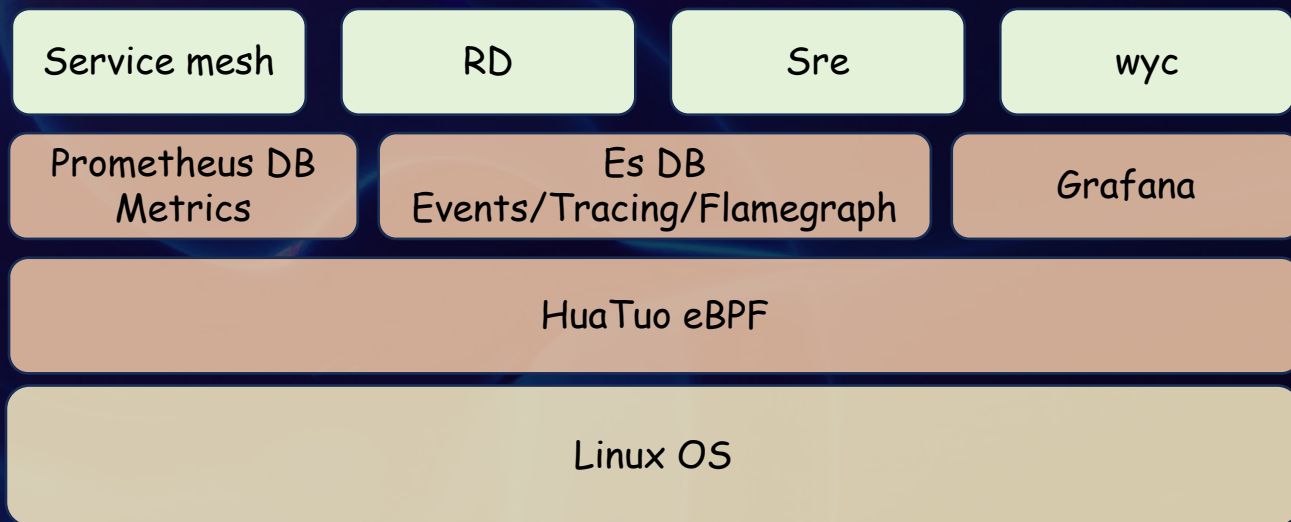 Service mesh
RD
Sre
wyc
Prometheus DB
Metrics
Es DB
Events/Tracing/Flamegraph
Grafana
HuaTuo eBPF
Linux OS